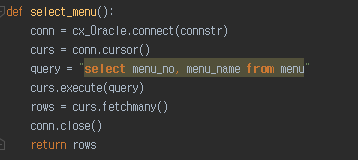 def select_menu():
    conn = cx_Oracle.connect(connstr)
    curs = conn.cursor()
    query = "select menu_no, menu_name from menu"
    curs.execute(query)
    rows = curs.fetchmany()
    conn.close()
    return rows